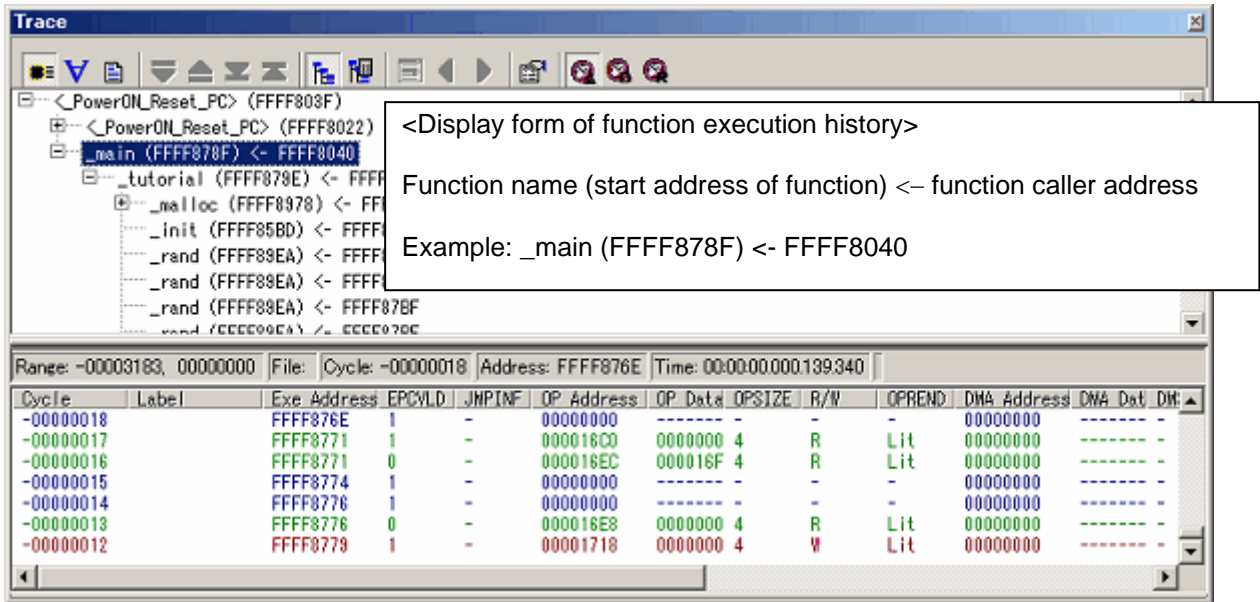 Trace
<_PowerON_Reset_PC> (FFFF803F)
<_PowerON_Reset_PC> (FFFF8022)
_main (FFFF878F) <- FFFF8040
_tutorial (FFFF879E) <- FFFF
_malloc (FFFF8978) <-
_init (FFFF85BD) <-
_rand (FFFF89EA) <-
_rand (FFFF89EA) <-
_rand (FFFF89EA) <- FFFF87BF
<Display form of function execution history>
Function name (start address of function) <– function caller address
Example: _main (FFFF878F) <- FFFF8040
Range: -00003183, 00000000 File: Cycle: -00000018 Address: FFFF876E Time: 00:00:00.000.139.340
Cycle Label Exe Address EPCVLD JMPINF OP Address OP Data OPSIZE R/W OPREND DMA Address DMA Dat
-00000018 FFFF876E 1 - 00000000 ------- - - - 00000000 ------- -
-00000017 FFFF8771 1 - 000016C0 0000000 4 R Lit 00000000 ------- -
-00000016 FFFF8771 0 - 000016EC 000016F 4 R Lit 00000000 ------- -
-00000015 FFFF8774 1 - 00000000 ------- - - - 00000000 ------- -
-00000014 FFFF8776 1 - 00000000 ------- - - - 00000000 ------- -
-00000013 FFFF8776 0 - 000016E8 0000000 4 R Lit 00000000 ------- -
-00000012 FFFF8779 1 - 00001718 0000000 4 W Lit 00000000 ------- -